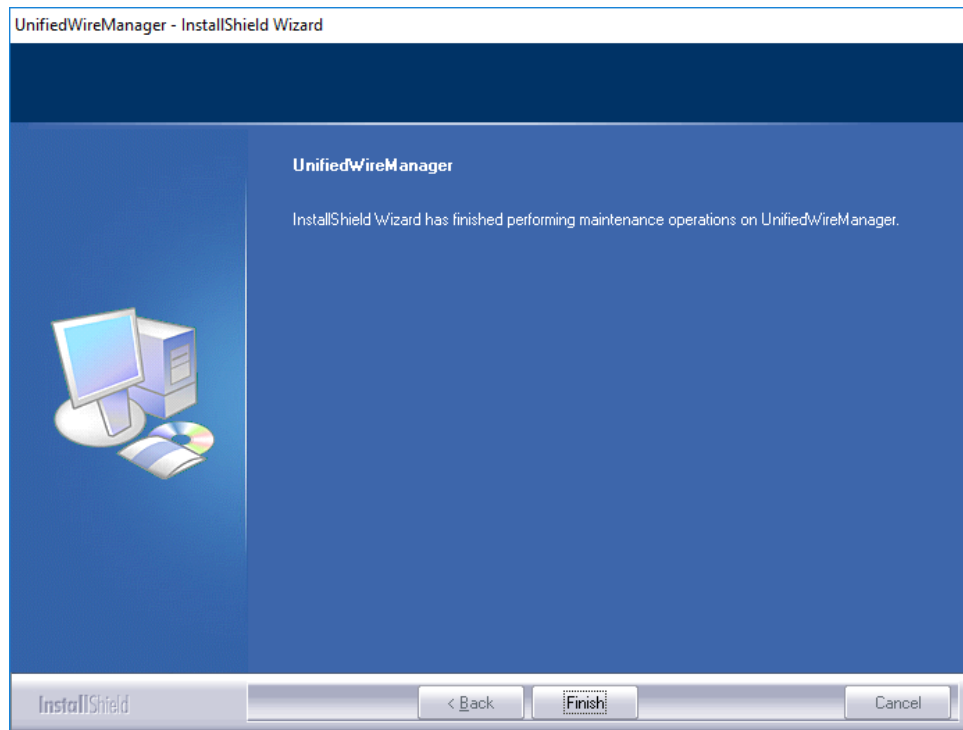 UnifiedWireManager - InstallShield Wizard
UnifiedWireManager
InstallShield Wizard has finished performing maintenance operations on UnifiedWireManager.
InstallShield
< Back
Finish
Cancel